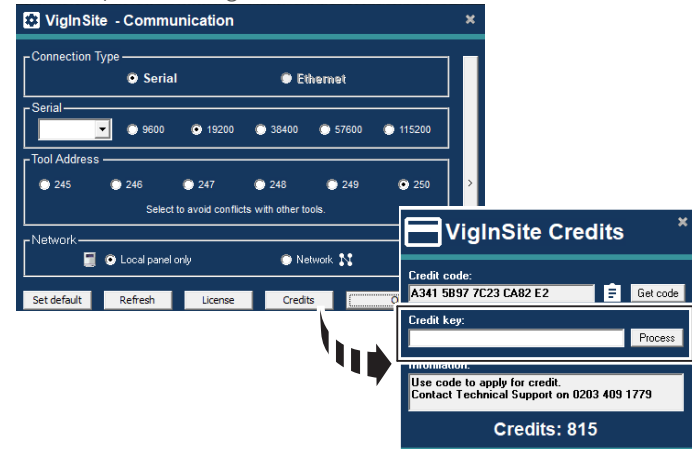 VigInSite - Communication
Connection Type
Serial
Ethernet
Serial
9600
19200
38400
57600
115200
Tool Address
245
246
247
248
249
250
Select to avoid conflicts with other tools.
>
Network
Local panel only
Network
Set default
Refresh
License
Credits
VigInSite Credits
Credit code:
A341 5B97 7C23 CA82 E2
Get code
Credit key:
Process
Information:
Use code to apply for credit.
Contact Technical Support on 0203 409 1779
Credits: 815